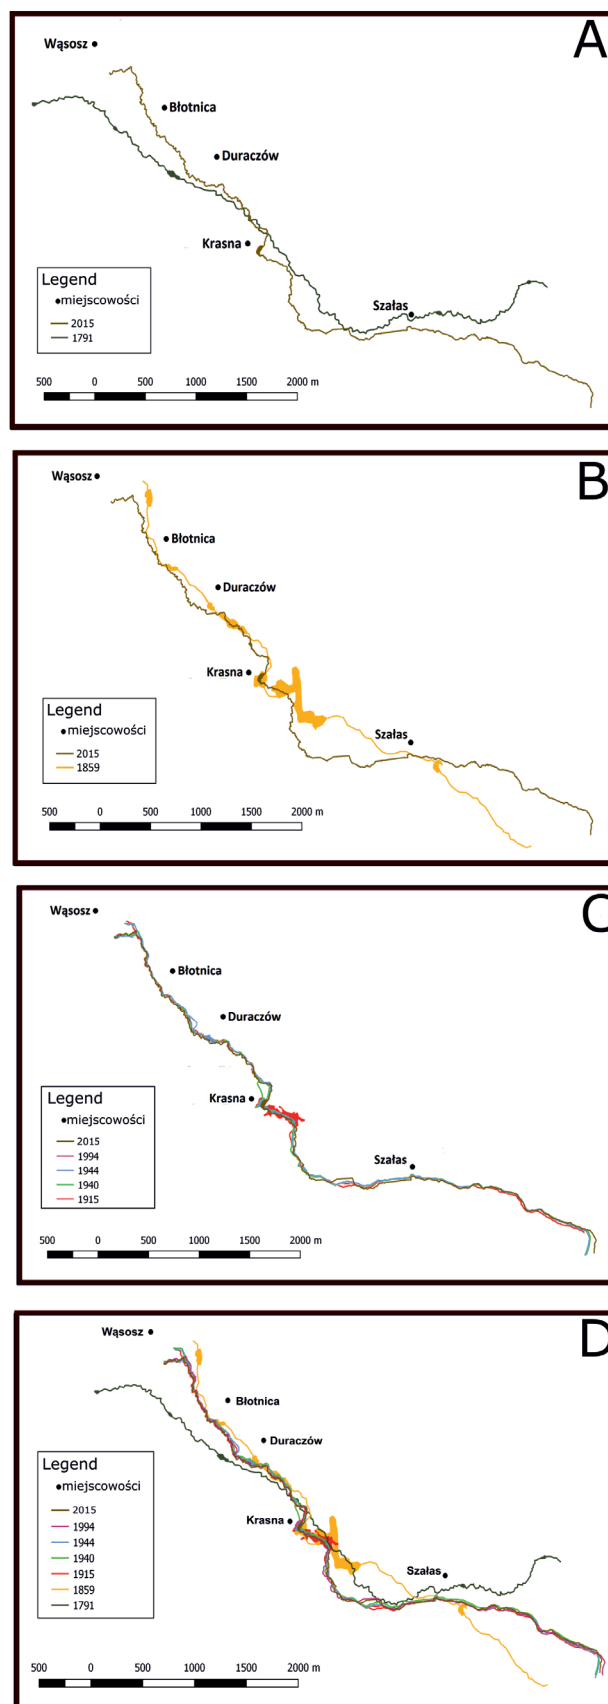 A
Wąsosz
Błotnica
Duraczów
Krasna
Szałas
Legend
miejscowości
2015
1791
500 0 500 1000 1500 2000 m
B
Wąsosz
Błotnica
Duraczów
Krasna
Szałas
Legend
miejscowości
2015
1859
500 0 500 1000 1500 2000 m
C
Wąsosz
Błotnica
Duraczów
Krasna
Szałas
Legend
miejscowości
2015
1994
1944
1940
1915
500 0 500 1000 1500 2000 m
D
Wąsosz
Błotnica
Duraczów
Krasna
Szałas
Legend
miejscowości
2015
1994
1944
1940
1915
1859
1791
500 0 500 1000 1500 2000 m